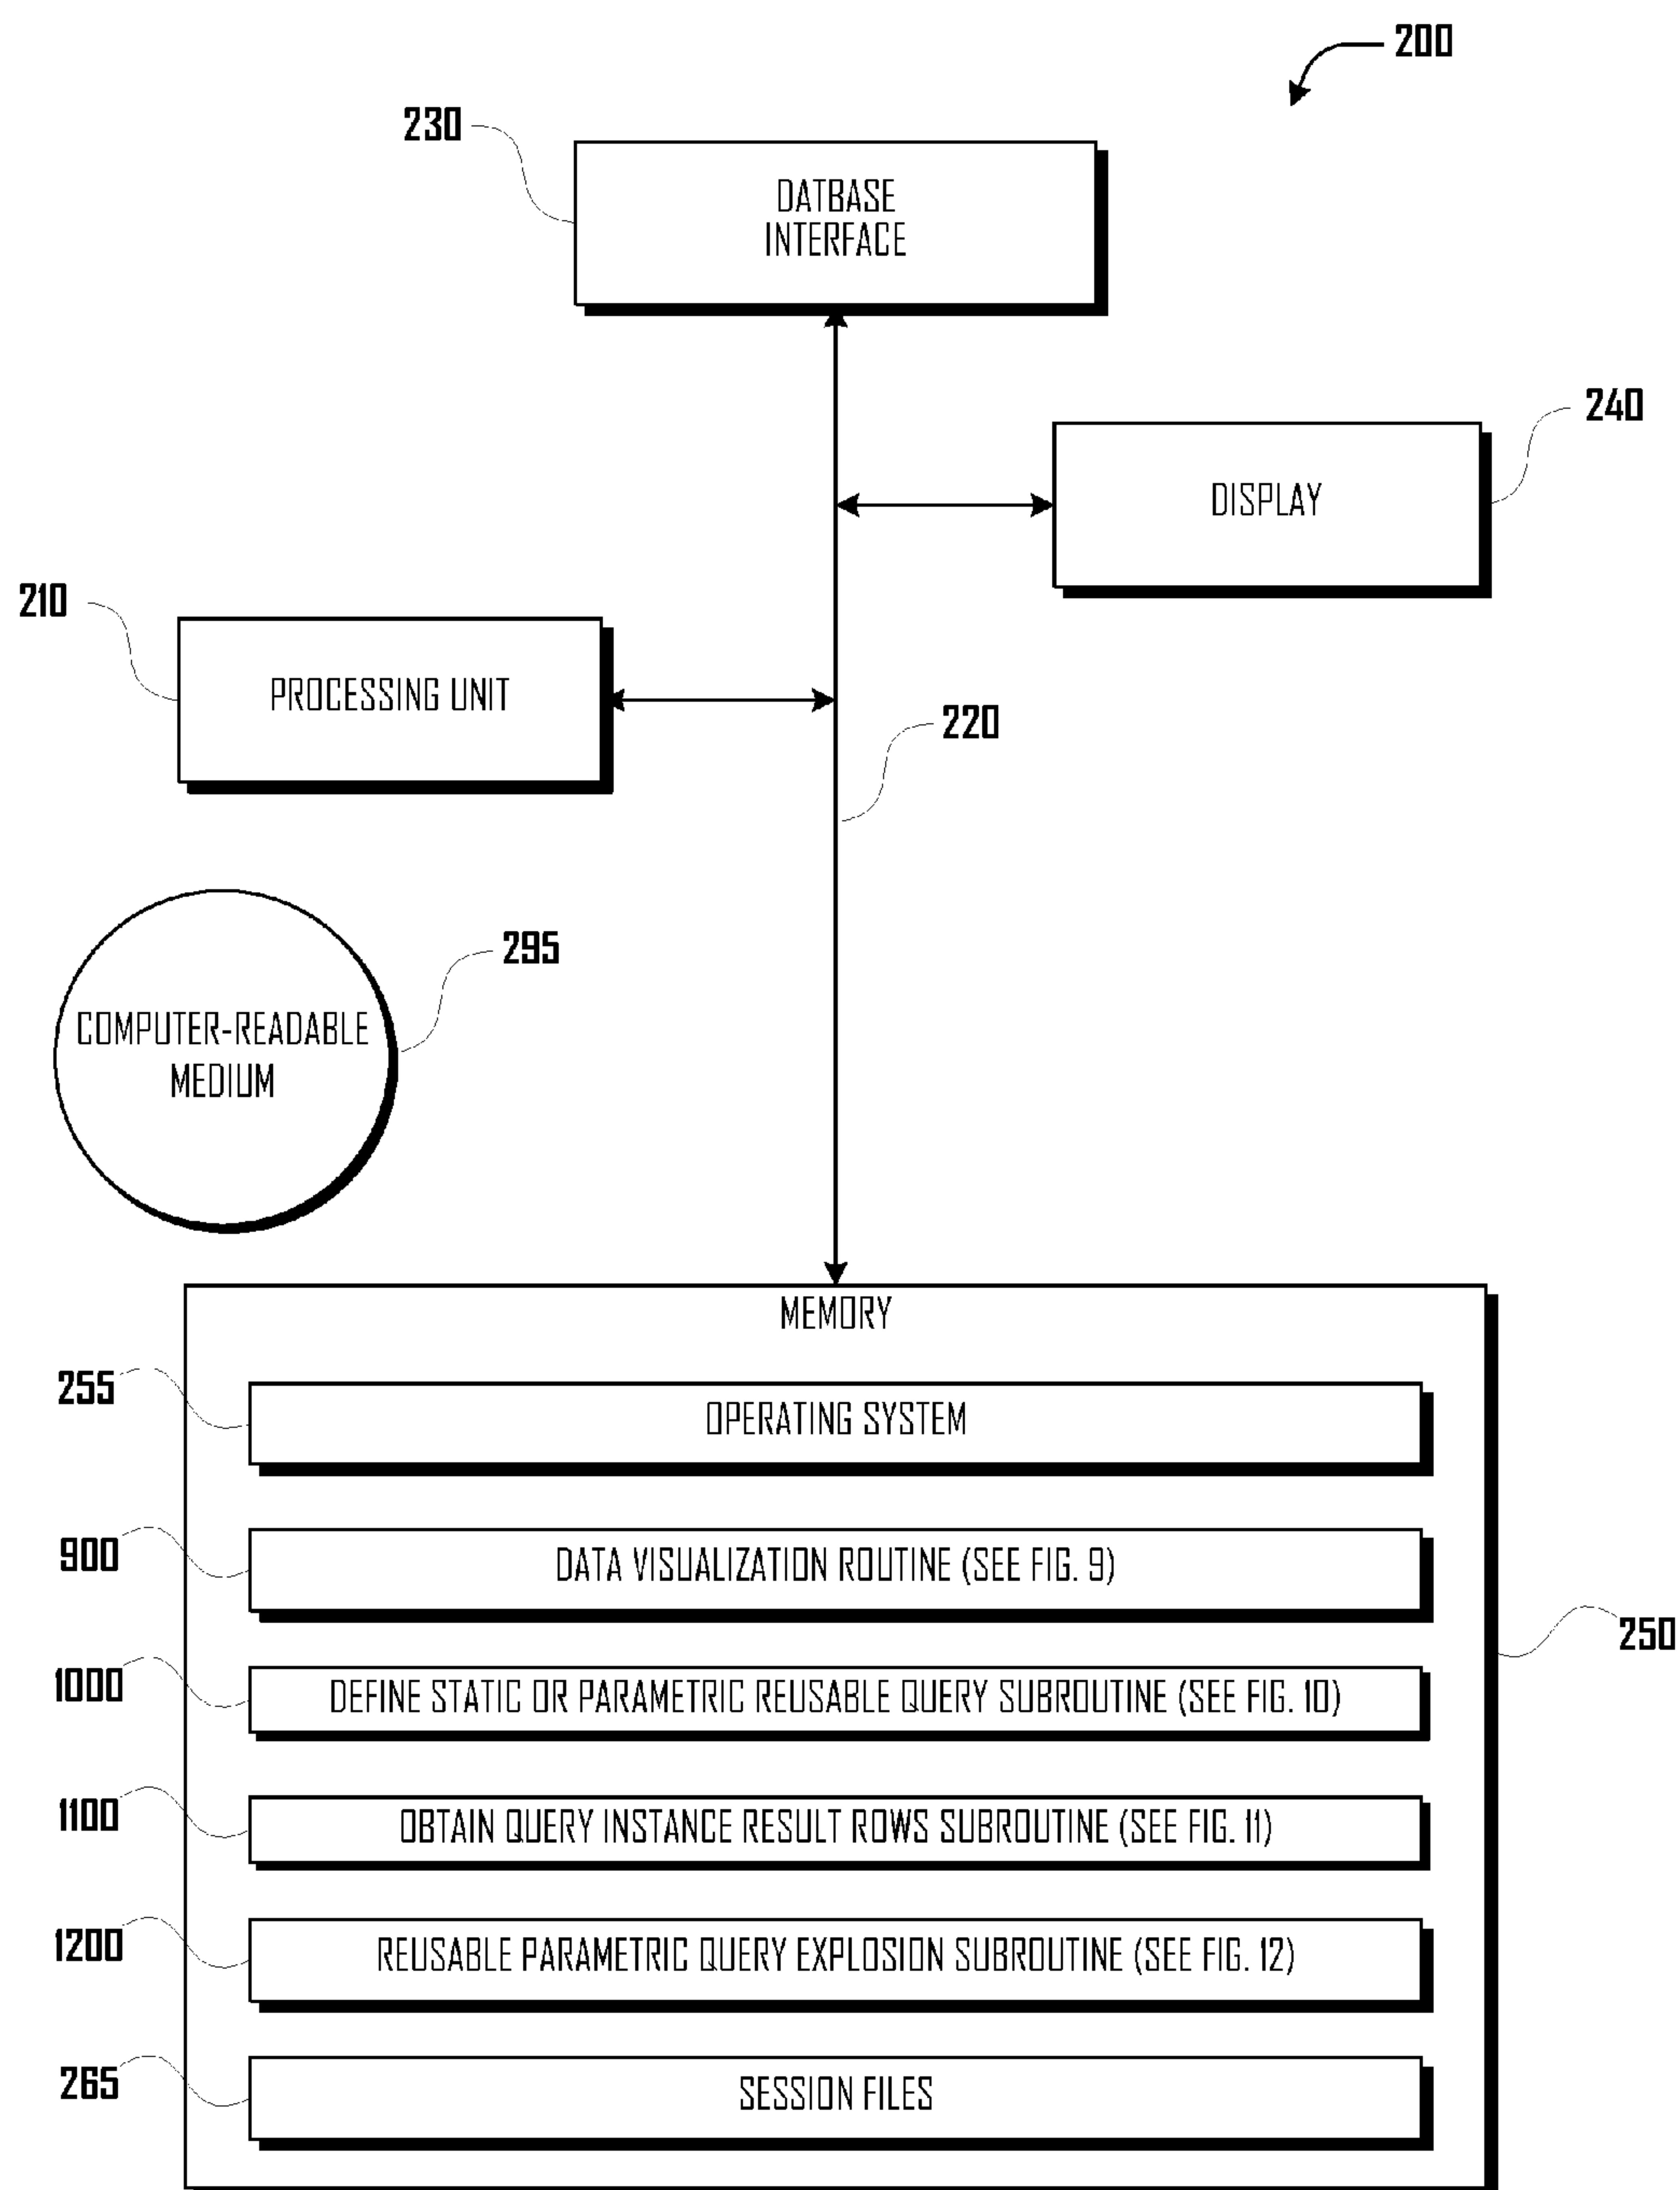 200
230
DATBASE
INTERFACE
240
DISPLAY
210
PROCESSING UNIT
220
295
COMPUTER-READABLE
MEDIUM
MEMORY
255
OPERATING SYSTEM
900
DATA VISUALIZATION ROUTINE (SEE FIG. 9)
250
1000
DEFINE STATIC OR PARAMETRIC REUSABLE QUERY SUBROUTINE (SEE FIG. 10)
1100
OBTAIN QUERY INSTANCE RESULT ROWS SUBROUTINE (SEE FIG. 11)
1200
REUSABLE PARAMETRIC QUERY EXPLOSION SUBROUTINE (SEE FIG. 12)
265
SESSION FILES